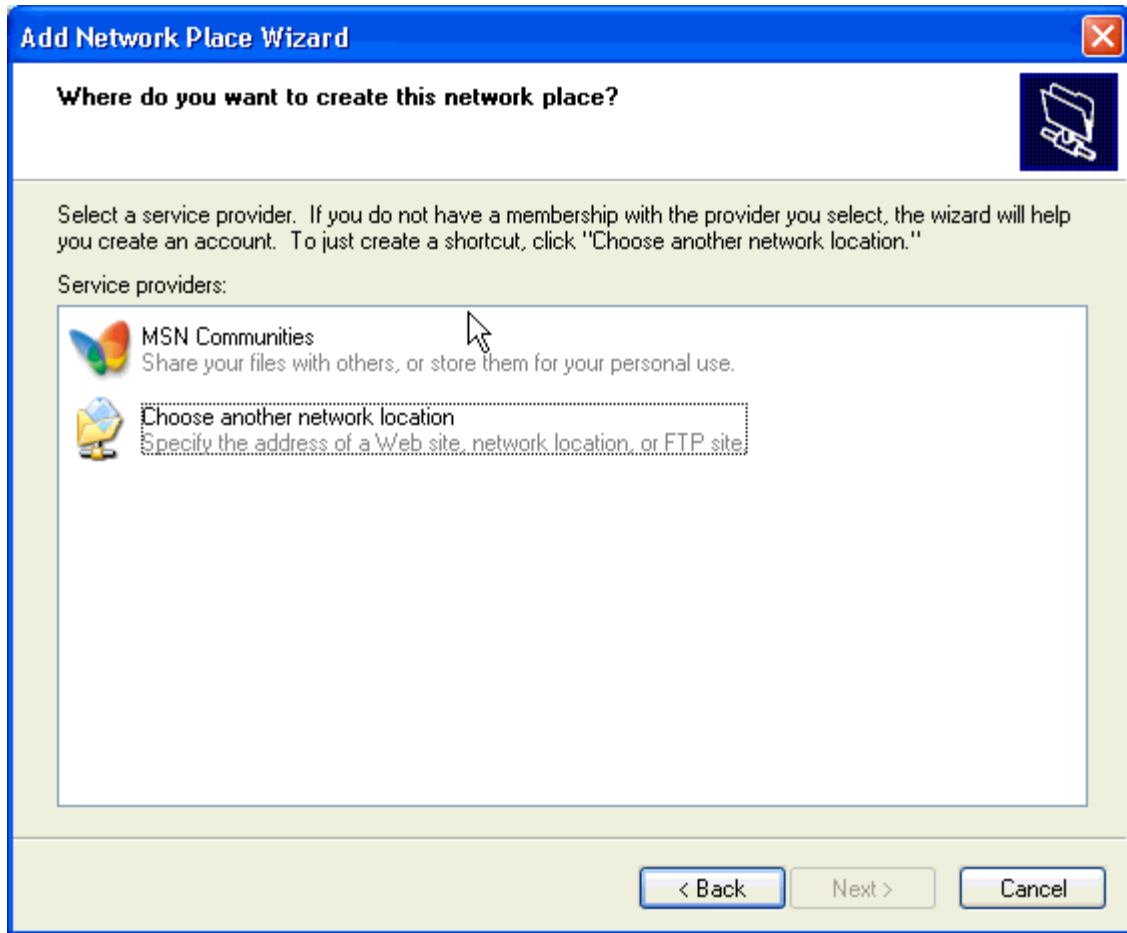 Add Network Place Wizard
Where do you want to create this network place?
Select a service provider.  If you do not have a membership with the provider you select, the wizard will help
you create an account.  To just create a shortcut, click "Choose another network location."
Service providers:
MSN Communities
Share your files with others, or store them for your personal use.
Choose another network location
Specify the address of a Web site, network location, or FTP site.
< Back
Next >
Cancel